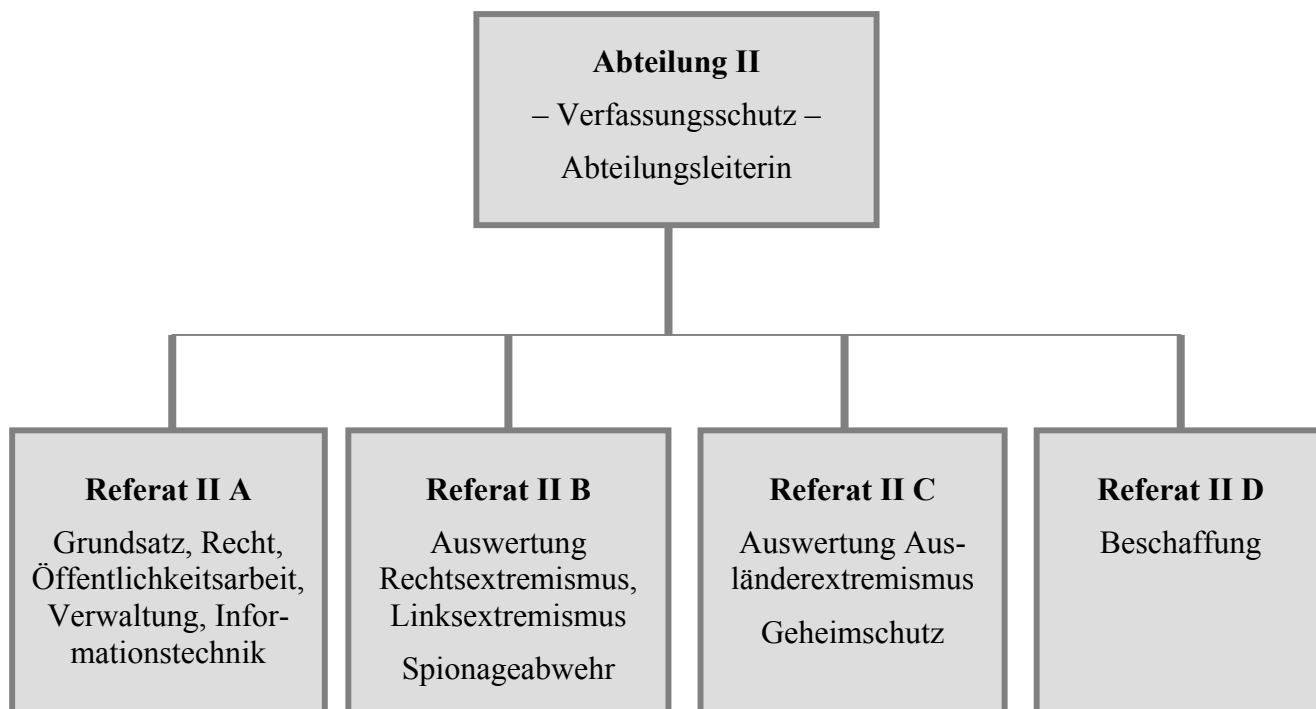 Abteilung II
– Verfassungsschutz –
Abteilungsleiterin
Referat II A
Grundsatz, Recht,
Öffentlichkeitsarbeit,
Verwaltung, Infor-
mationstechnik
Referat II B
Auswertung
Rechtsextremismus,
Linksextremismus
Spionageabwehr
Referat II C
Auswertung Aus-
länderextremismus
Geheimschutz
Referat II D
Beschaffung